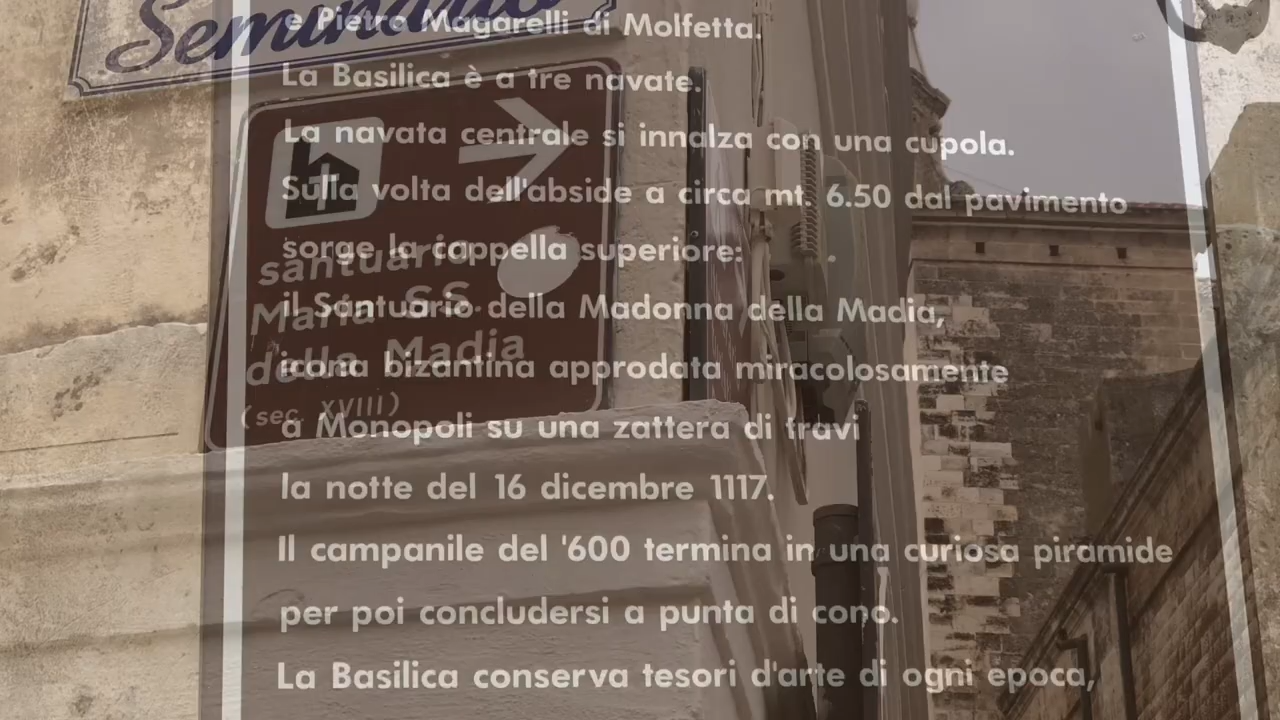 Seminario
e Pietro Magarelli di Molfetta.
La Basilica è a tre navate.
La navata centrale si innalza con una cupola.
Sulla volta dell'abside a circa mt. 6.50 dal pavimento
sorge la cappella superiore:
il Santuario della Madonna della Madia,
icona bizantina approdata miracolosamente
a Monopoli su una zattera di travi
la notte del 16 dicembre 1117.
Il campanile del '600 termina in una curiosa piramide
per poi concludersi a punta di cono.
La Basilica conserva tesori d'arte di ogni epoca,
santuario
Maria SS.
della Madia
(sec. XVIII)